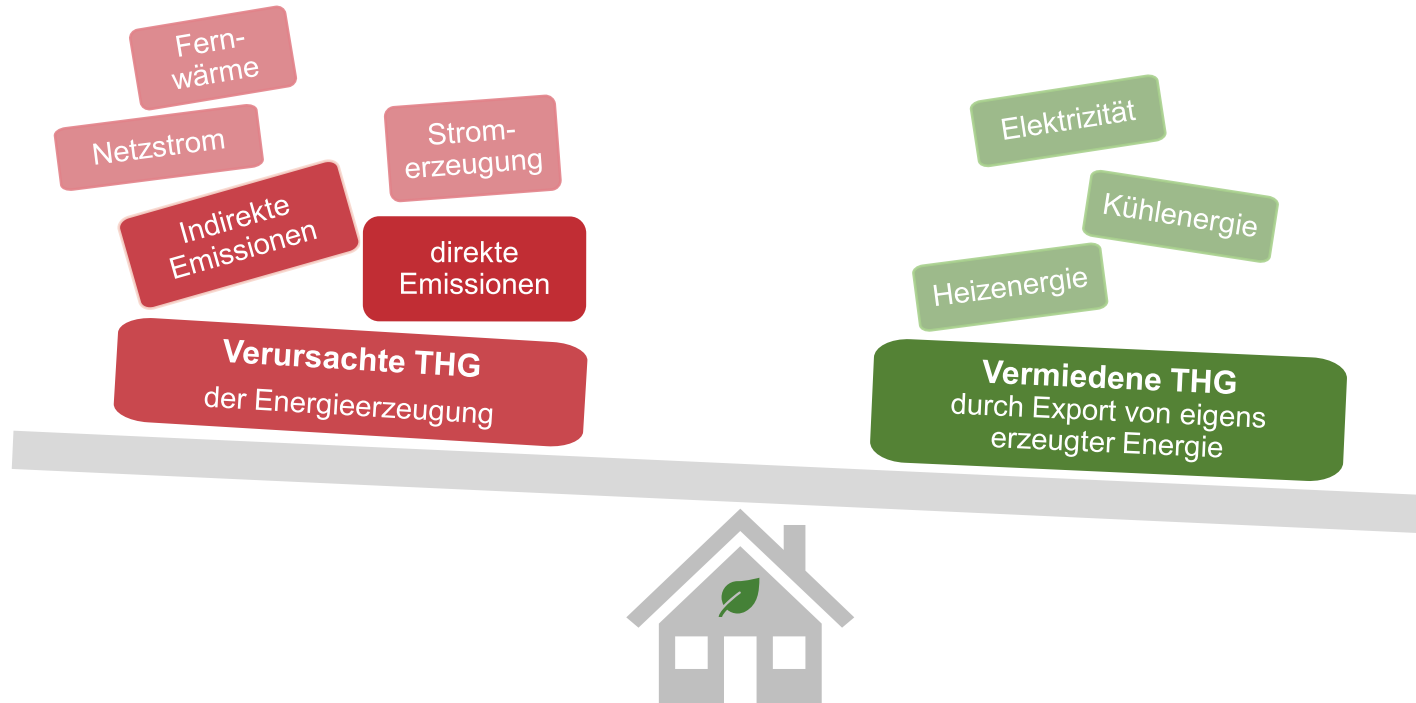 Fern-
wärme
Netzstrom
Indirekte
Emissionen
Strom-
erzeugung
direkte
Emissionen
Verursachte THG
der Energieerzeugung
Elektrizität
Kühlenergie
Heizenergie
Vermiedene THG
durch Export von eigens
erzeugter Energie